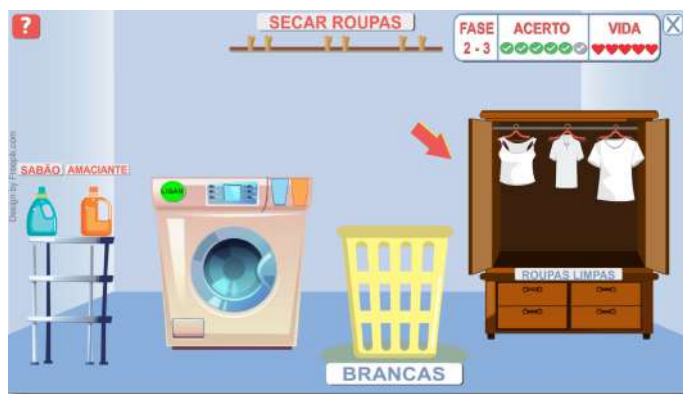 ?
SECAR ROUPAS
FASE
2 - 3
ACERTO
VIDA
X
Design by Freepik.com
SABÃO
AMACIANTE
LIGAR
ROUPAS LIMPAS
BRANCAS